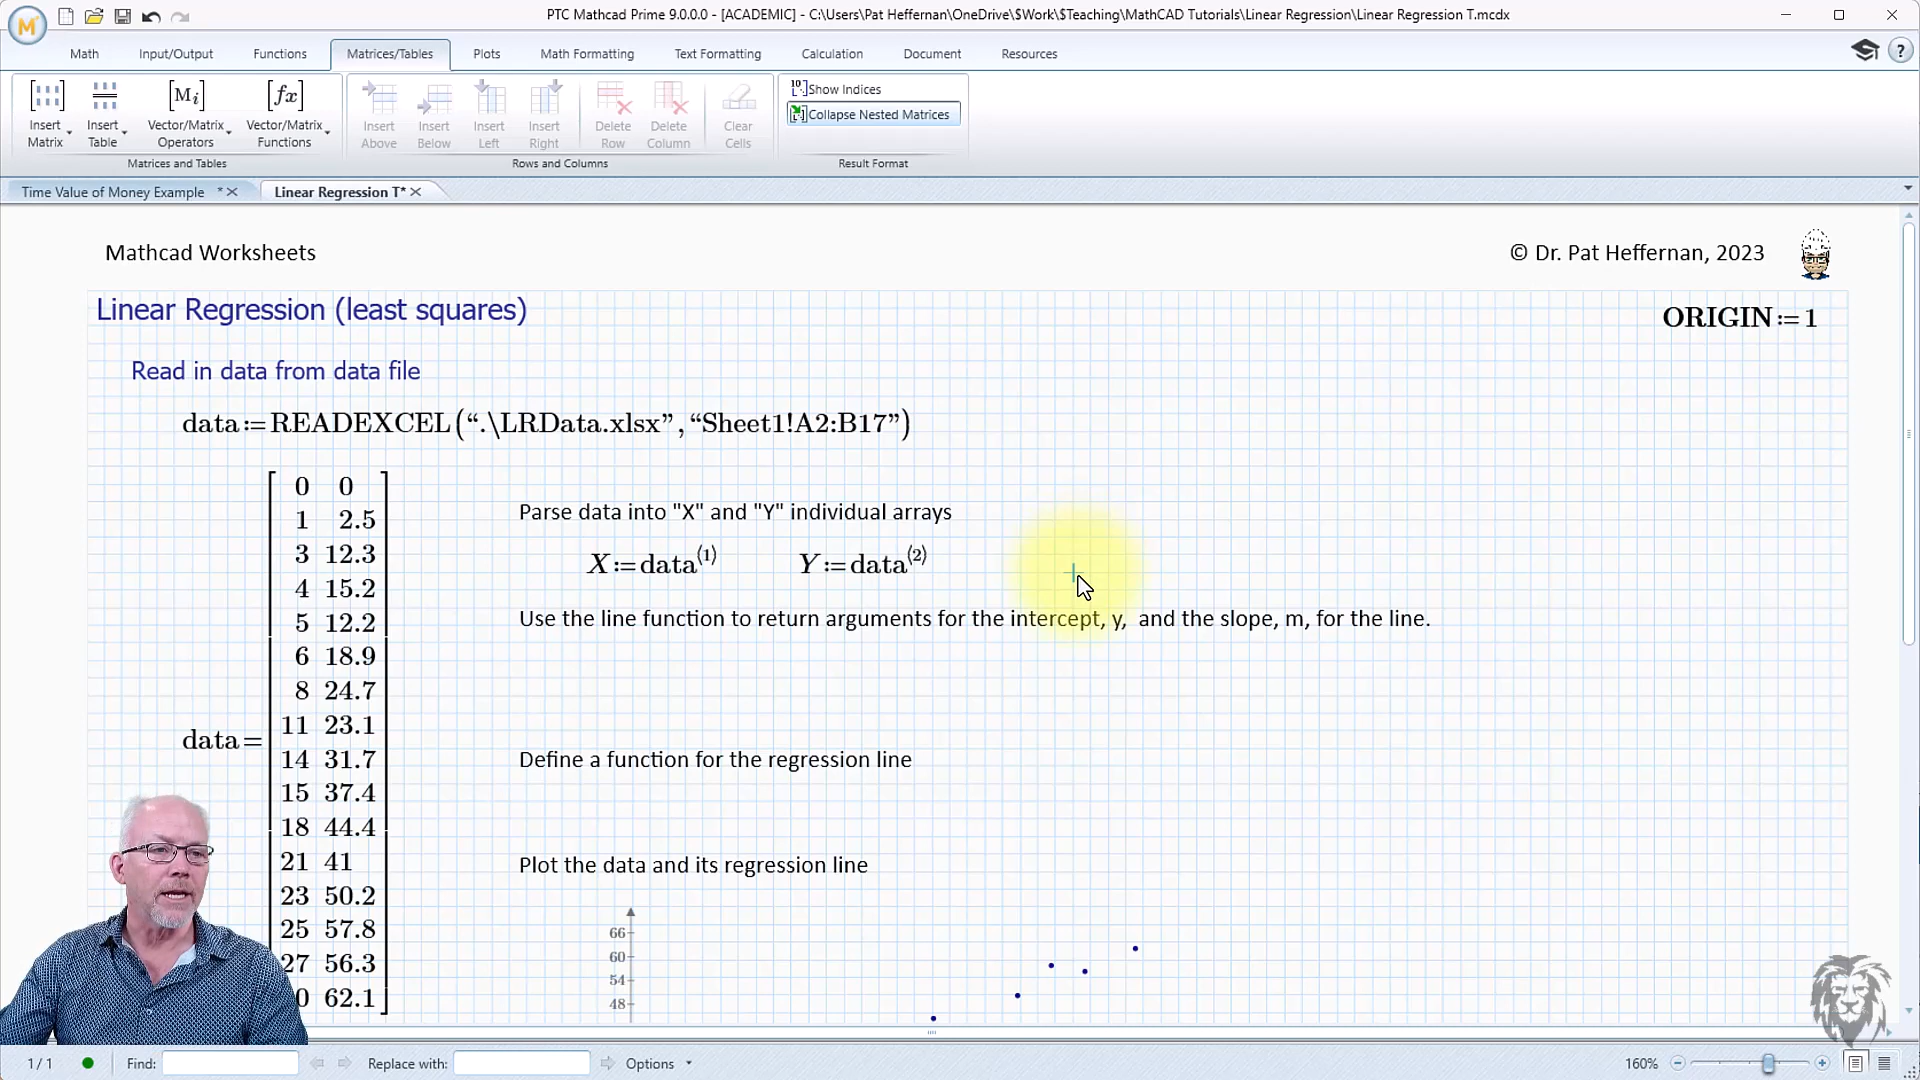 PTC Mathcad Prime 9.0.0.0 - [ACADEMIC] - C:\Users\Pat Heffernan\OneDrive\$Work\$Teaching\MathCAD Tutorials\Linear Regression\Linear Regression T.mcdx
Math Input/Output Functions Matrices/Tables Plots Math Formatting Text Formatting Calculation Document Resources
Insert Matrix
Insert Table
Vector/Matrix Operators
Vector/Matrix Functions
Insert Above
Insert Below
Insert Left
Insert Right
Delete Row
Delete Column
Clear Cells
Show Indices
Collapse Nested Matrices
Matrices and Tables Rows and Columns Result Format
Time Value of Money Example * Linear Regression T*
Mathcad Worksheets © Dr. Pat Heffernan, 2023
Linear Regression (least squares) ORIGIN:=1
Read in data from data file
data:=READEXCEL(“.\LRData.xlsx”,“Sheet1!A2:B17”)
data=
0 0
1 2.5
3 12.3
4 15.2
5 12.2
6 18.9
8 24.7
11 23.1
14 31.7
15 37.4
18 44.4
21 41
23 50.2
25 57.8
27 56.3
0 62.1
Parse data into "X" and "Y" individual arrays
X:=data⟨1⟩ Y:=data⟨2⟩
Use the line function to return arguments for the intercept, y, and the slope, m, for the line.
Define a function for the regression line
Plot the data and its regression line
66
60
54
48
1 / 1 Find: Replace with: Options 160%